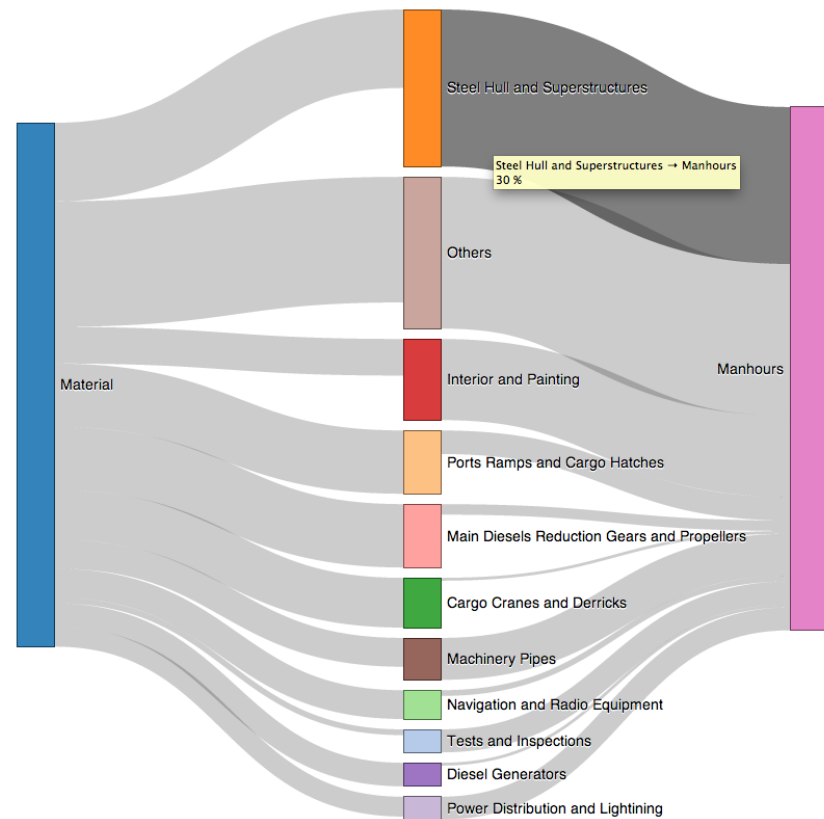 Steel Hull and Superstructures
Steel Hull and Superstructures → Manhours
30 %
Others
Manhours
Interior and Painting
Material
Ports Ramps and Cargo Hatches
Main Diesels Reduction Gears and Propellers
Cargo Cranes and Derricks
Machinery Pipes
Navigation and Radio Equipment
Tests and Inspections
Diesel Generators
Power Distribution and Lightining